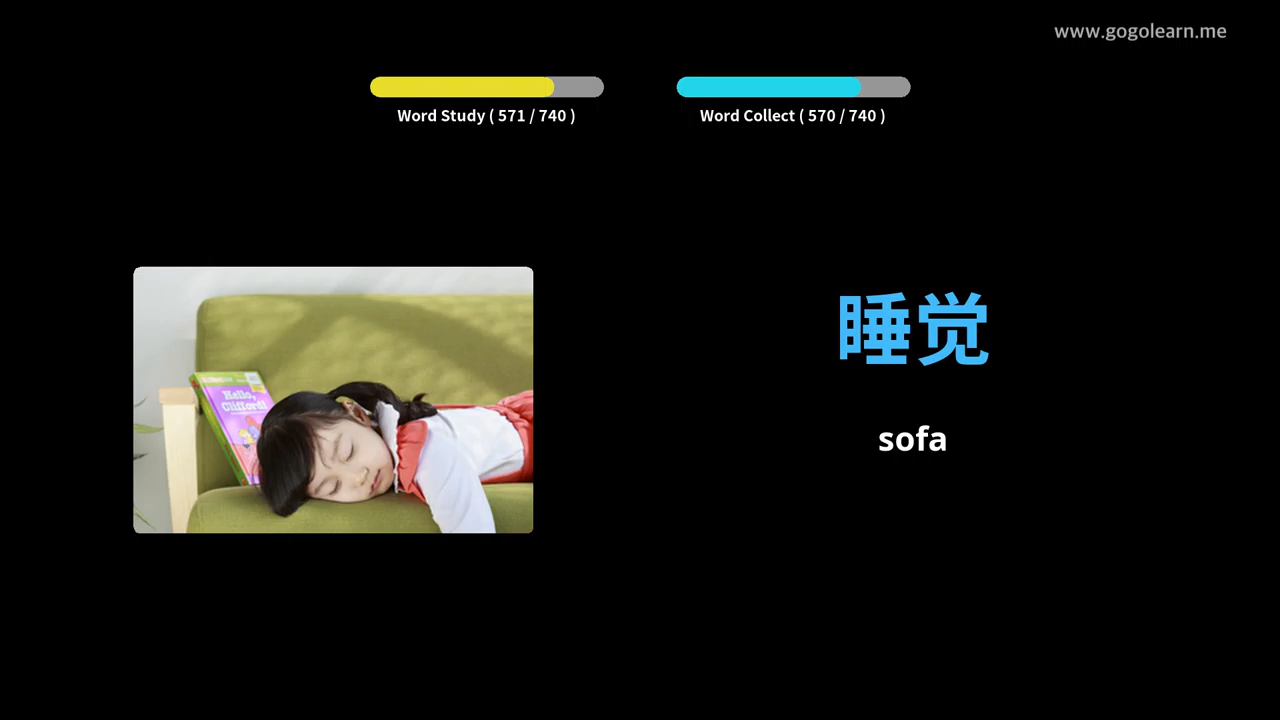 www.gogolearn.me
Word Study ( 571 / 740 )
Word Collect ( 570 / 740 )
睡觉
sofa
Hello,
Clifford!